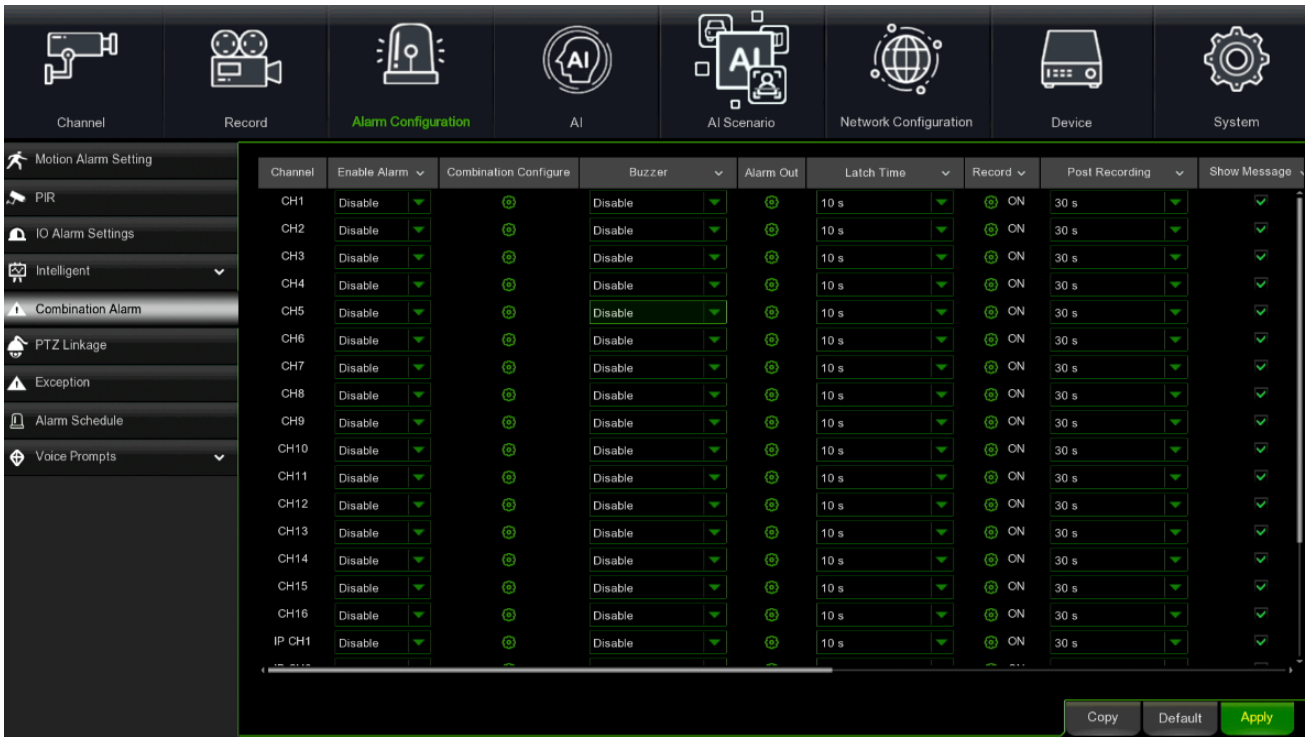 Channel Record Alarm Configuration AI AI Scenario Network Configuration Device System
AI
AI
Motion Alarm Setting
PIR
IO Alarm Settings
Intelligent
Combination Alarm
PTZ Linkage
Exception
Alarm Schedule
Voice Prompts
Channel Enable Alarm Combination Configure Buzzer Alarm Out Latch Time Record Post Recording Show Message
CH1 Disable Disable 10 s ON 30 s
CH2 Disable Disable 10 s ON 30 s
CH3 Disable Disable 10 s ON 30 s
CH4 Disable Disable 10 s ON 30 s
CH5 Disable Disable 10 s ON 30 s
CH6 Disable Disable 10 s ON 30 s
CH7 Disable Disable 10 s ON 30 s
CH8 Disable Disable 10 s ON 30 s
CH9 Disable Disable 10 s ON 30 s
CH10 Disable Disable 10 s ON 30 s
CH11 Disable Disable 10 s ON 30 s
CH12 Disable Disable 10 s ON 30 s
CH13 Disable Disable 10 s ON 30 s
CH14 Disable Disable 10 s ON 30 s
CH15 Disable Disable 10 s ON 30 s
CH16 Disable Disable 10 s ON 30 s
IP CH1 Disable Disable 10 s ON 30 s
Copy Default Apply